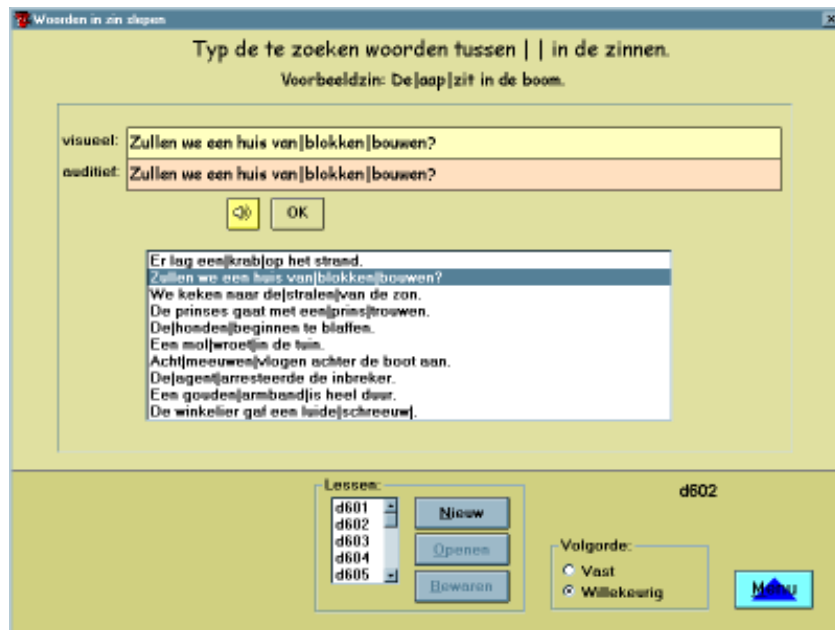 Woorden in zin slepen
Typ de te zoeken woorden tussen | | in de zinnen.
Voorbeeldzin: De|aap|zit in de boom.
visueel: Zullen we een huis van|blokken|bouwen?
auditief: Zullen we een huis van|blokken|bouwen?
OK
Er lag een|krab|op het strand.
Zullen we een huis van|blokken|bouwen?
We keken naar de|stralen|van de zon.
De prinses gaat met een|prins|trouwen.
De|honden|beginnen te blaffen.
Een mol|wroet|in de tuin.
Acht|meeuwen|vlogen achter de boot aan.
De|agent|arresteerde de inbreker.
Een gouden|armband|is heel duur.
De winkelier gaf een luide|schreeuw|.
Lessen:
d601
d602
d603
d604
d605
Nieuw
Openen
Bewaren
d602
Volgorde:
Vast
Willekeurig
Menu